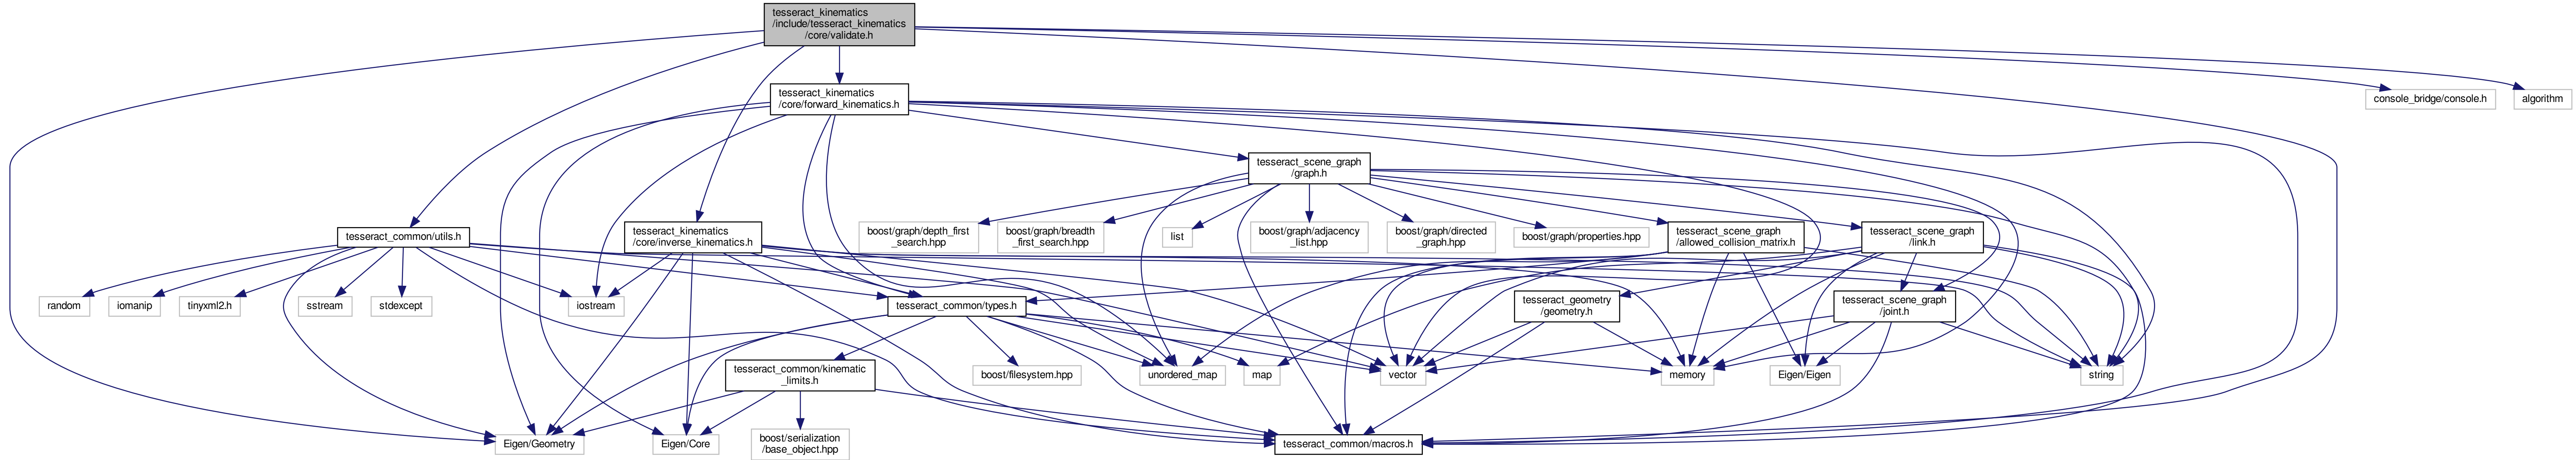 tesseract_kinematics
/include/tesseract_kinematics
/core/validate.h
tesseract_kinematics
/core/forward_kinematics.h
console_bridge/console.h
algorithm
tesseract_scene_graph
/graph.h
tesseract_common/utils.h
tesseract_kinematics
/core/inverse_kinematics.h
boost/graph/depth_first
_search.hpp
boost/graph/breadth
_first_search.hpp
list
boost/graph/adjacency
_list.hpp
boost/graph/directed
_graph.hpp
boost/graph/properties.hpp
tesseract_scene_graph
/allowed_collision_matrix.h
tesseract_scene_graph
/link.h
random
iomanip
tinyxml2.h
sstream
stdexcept
iostream
tesseract_common/types.h
tesseract_geometry
/geometry.h
tesseract_scene_graph
/joint.h
tesseract_common/kinematic
_limits.h
boost/filesystem.hpp
unordered_map
map
vector
memory
Eigen/Eigen
string
Eigen/Geometry
Eigen/Core
boost/serialization
/base_object.hpp
tesseract_common/macros.h